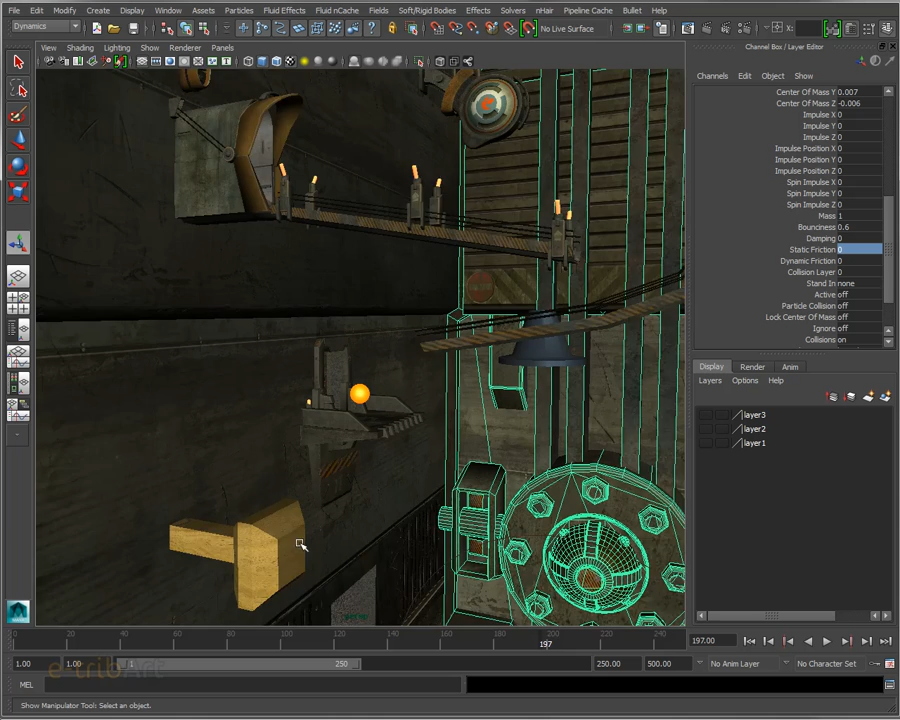 File Edit Modify Create Display Window Assets Particles Fluid Effects Fluid nCache Fields Soft/Rigid Bodies Effects Solvers nHair Pipeline Cache Bullet Help
Dynamics No Live Surface
View Shading Lighting Show Renderer Panels
Channel Box / Layer Editor
Channels Edit Object Show
Center Of Mass Y 0.007
Center Of Mass Z -0.006
Impulse X 0
Impulse Y 0
Impulse Z 0
Impulse Position X 0
Impulse Position Y 0
Impulse Position Z 0
Spin Impulse X 0
Spin Impulse Y 0
Spin Impulse Z 0
Mass 1
Bounciness 0.6
Damping 0
Static Friction 0
Dynamic Friction 0
Collision Layer 0
Stand In none
Active off
Particle Collision off
Lock Center Of Mass off
Ignore off
Collisions on
Display Render Anim
Layers Options Help
layer3
layer2
layer1
persp
0 20 40 60 80 100 120 140 160 180 200 220 240
197
197.00
1.00 1.00 1 250 250.00 500.00 No Anim Layer No Character Set
e-tribArt
MEL
Show Manipulator Tool: Select an object.